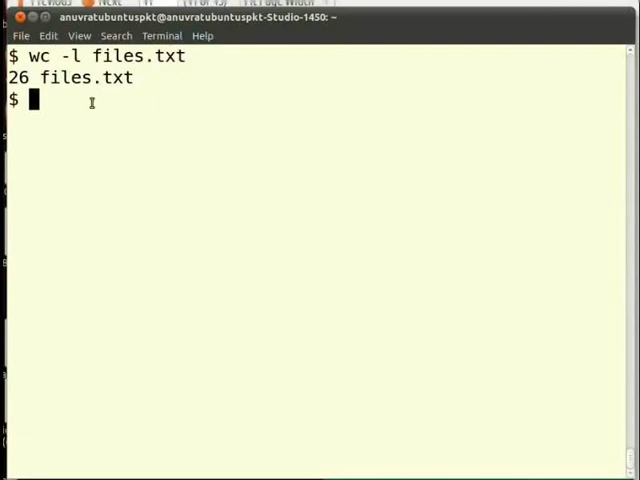 anuvratubuntuspkt@anuvratubuntuspkt-Studio-1450: ~
File Edit View Search Terminal Help
$ wc -l files.txt
26 files.txt
$